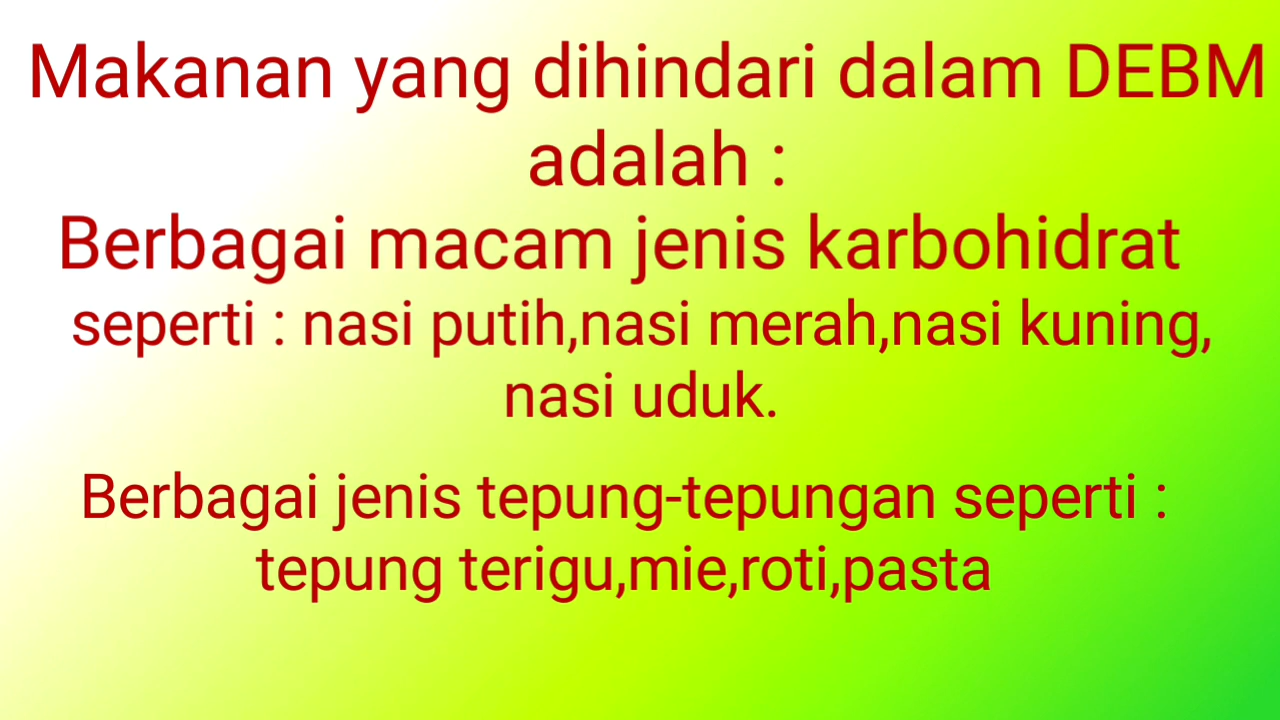 Makanan yang dihindari dalam DEBM
adalah :
Berbagai macam jenis karbohidrat
seperti : nasi putih,nasi merah,nasi kuning,
nasi uduk.
Berbagai jenis tepung-tepungan seperti :
tepung terigu,mie,roti,pasta